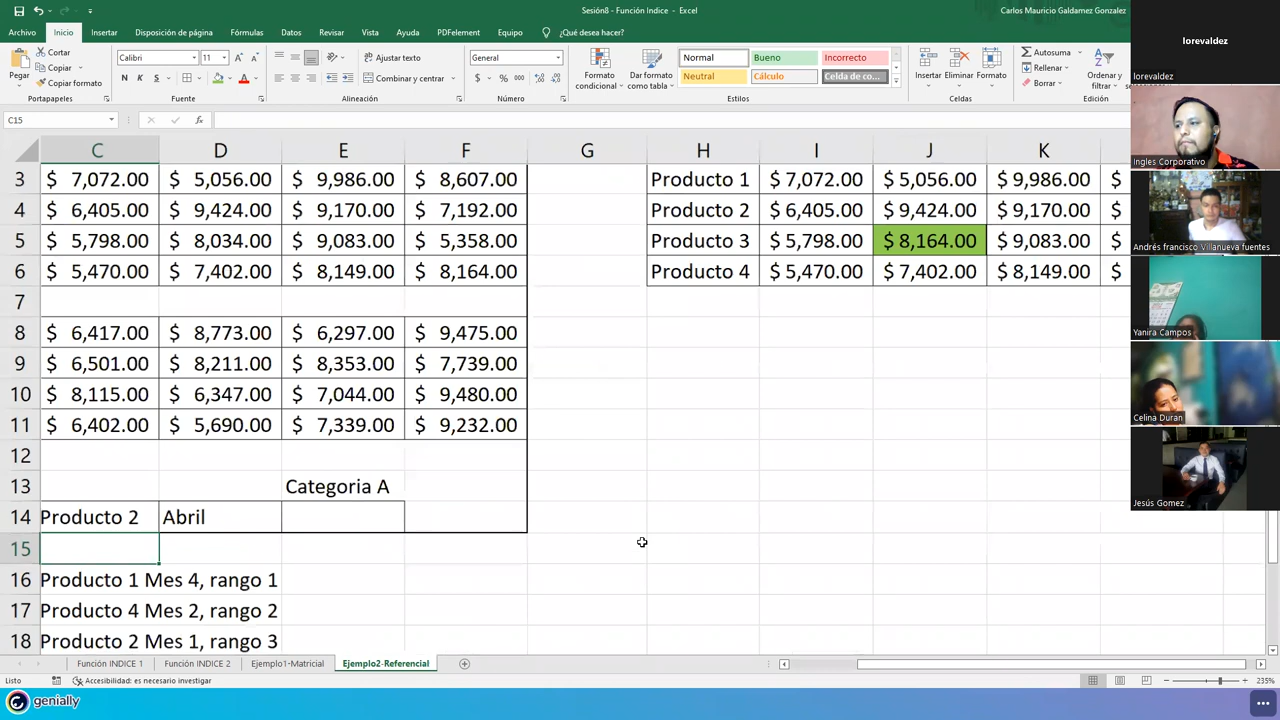 Sesión8 - Función Indice - Excel
Carlos Mauricio Galdamez Gonzalez
Archivo Inicio Insertar Disposición de página Fórmulas Datos Revisar Vista Ayuda PDFelement Equipo ¿Qué desea hacer?
Pegar
Cortar
Copiar
Copiar formato
Portapapeles
Calibri 11
N K S
Fuente
Ajustar texto
Combinar y centrar
Alineación
General
$ % 000
Número
Formato condicional
Dar formato como tabla
Normal Bueno Incorrecto
Neutral Cálculo Celda de co...
Estilos
Insertar Eliminar Formato
Celdas
Autosuma
Rellenar
Borrar
Ordenar y filtrar
Edición
C15 fx
C D E F G H I J K
3 $ 7,072.00 $ 5,056.00 $ 9,986.00 $ 8,607.00 Producto 1 $ 7,072.00 $ 5,056.00 $ 9,986.00 $
4 $ 6,405.00 $ 9,424.00 $ 9,170.00 $ 7,192.00 Producto 2 $ 6,405.00 $ 9,424.00 $ 9,170.00 $
5 $ 5,798.00 $ 8,034.00 $ 9,083.00 $ 5,358.00 Producto 3 $ 5,798.00 $ 8,164.00 $ 9,083.00 $
6 $ 5,470.00 $ 7,402.00 $ 8,149.00 $ 8,164.00 Producto 4 $ 5,470.00 $ 7,402.00 $ 8,149.00 $
7
8 $ 6,417.00 $ 8,773.00 $ 6,297.00 $ 9,475.00
9 $ 6,501.00 $ 8,211.00 $ 8,353.00 $ 7,739.00
10 $ 8,115.00 $ 6,347.00 $ 7,044.00 $ 9,480.00
11 $ 6,402.00 $ 5,690.00 $ 7,339.00 $ 9,232.00
12
13 Categoria A
14 Producto 2 Abril
15
16 Producto 1 Mes 4, rango 1
17 Producto 4 Mes 2, rango 2
18 Producto 2 Mes 1, rango 3
Función INDICE 1 Función INDICE 2 Ejemplo1-Matricial Ejemplo2-Referencial
Listo Accesibilidad: es necesario investigar 235%
genially
lorevaldez
lorevaldez
Ingles Corporativo
Andrés francisco Villanueva fuentes
Yanira Campos
Celina Duran
Jesús Gomez